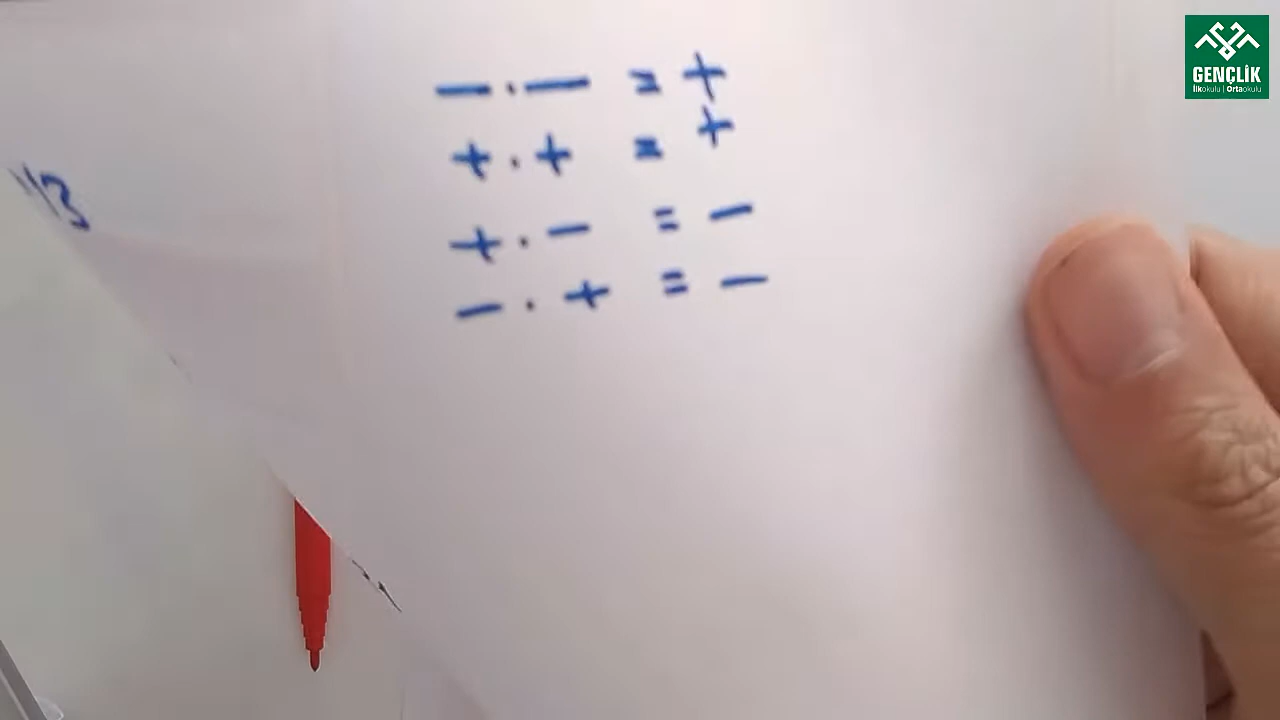 − . − = +
+ . + = +
+ . − = −
− . + = −
GENÇLİK
İlkokulu | Ortaokulu